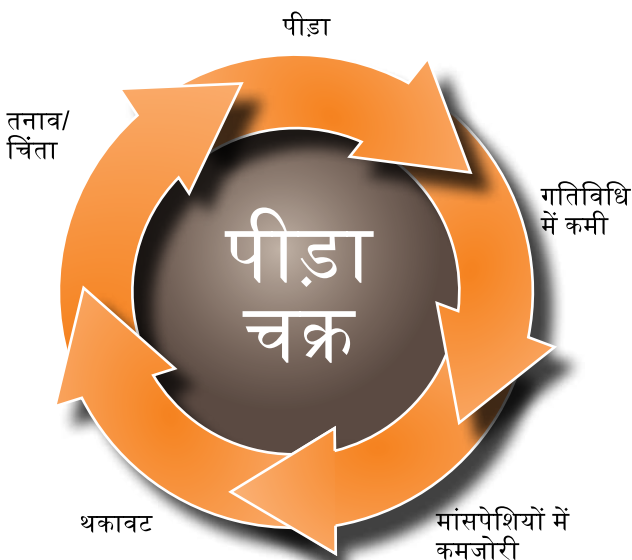 पीड़ा
गतिविधि
में कमी
मांसपेशियों में
कमजोरी
थकावट
तनाव/
चिंता
पीड़ा
चक्र